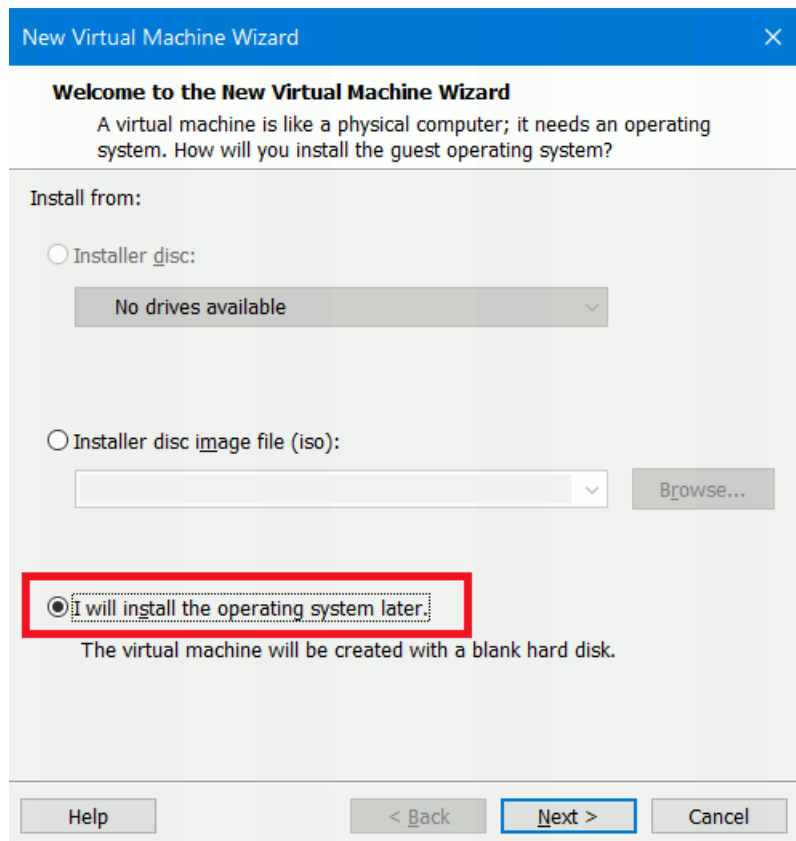 New Virtual Machine Wizard
Welcome to the New Virtual Machine Wizard
A virtual machine is like a physical computer; it needs an operating
system. How will you install the guest operating system?
Install from:
Installer disc:
No drives available
Installer disc image file (iso):
Browse...
I will install the operating system later.
The virtual machine will be created with a blank hard disk.
Help
< Back
Next >
Cancel